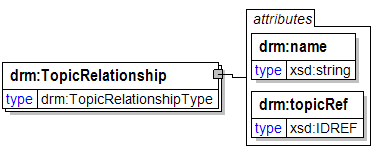 attributes
drm:name
type xsd:string
drm:TopicRelationship
type drm:TopicRelationshipType
drm:topicRef
type xsd:IDREF